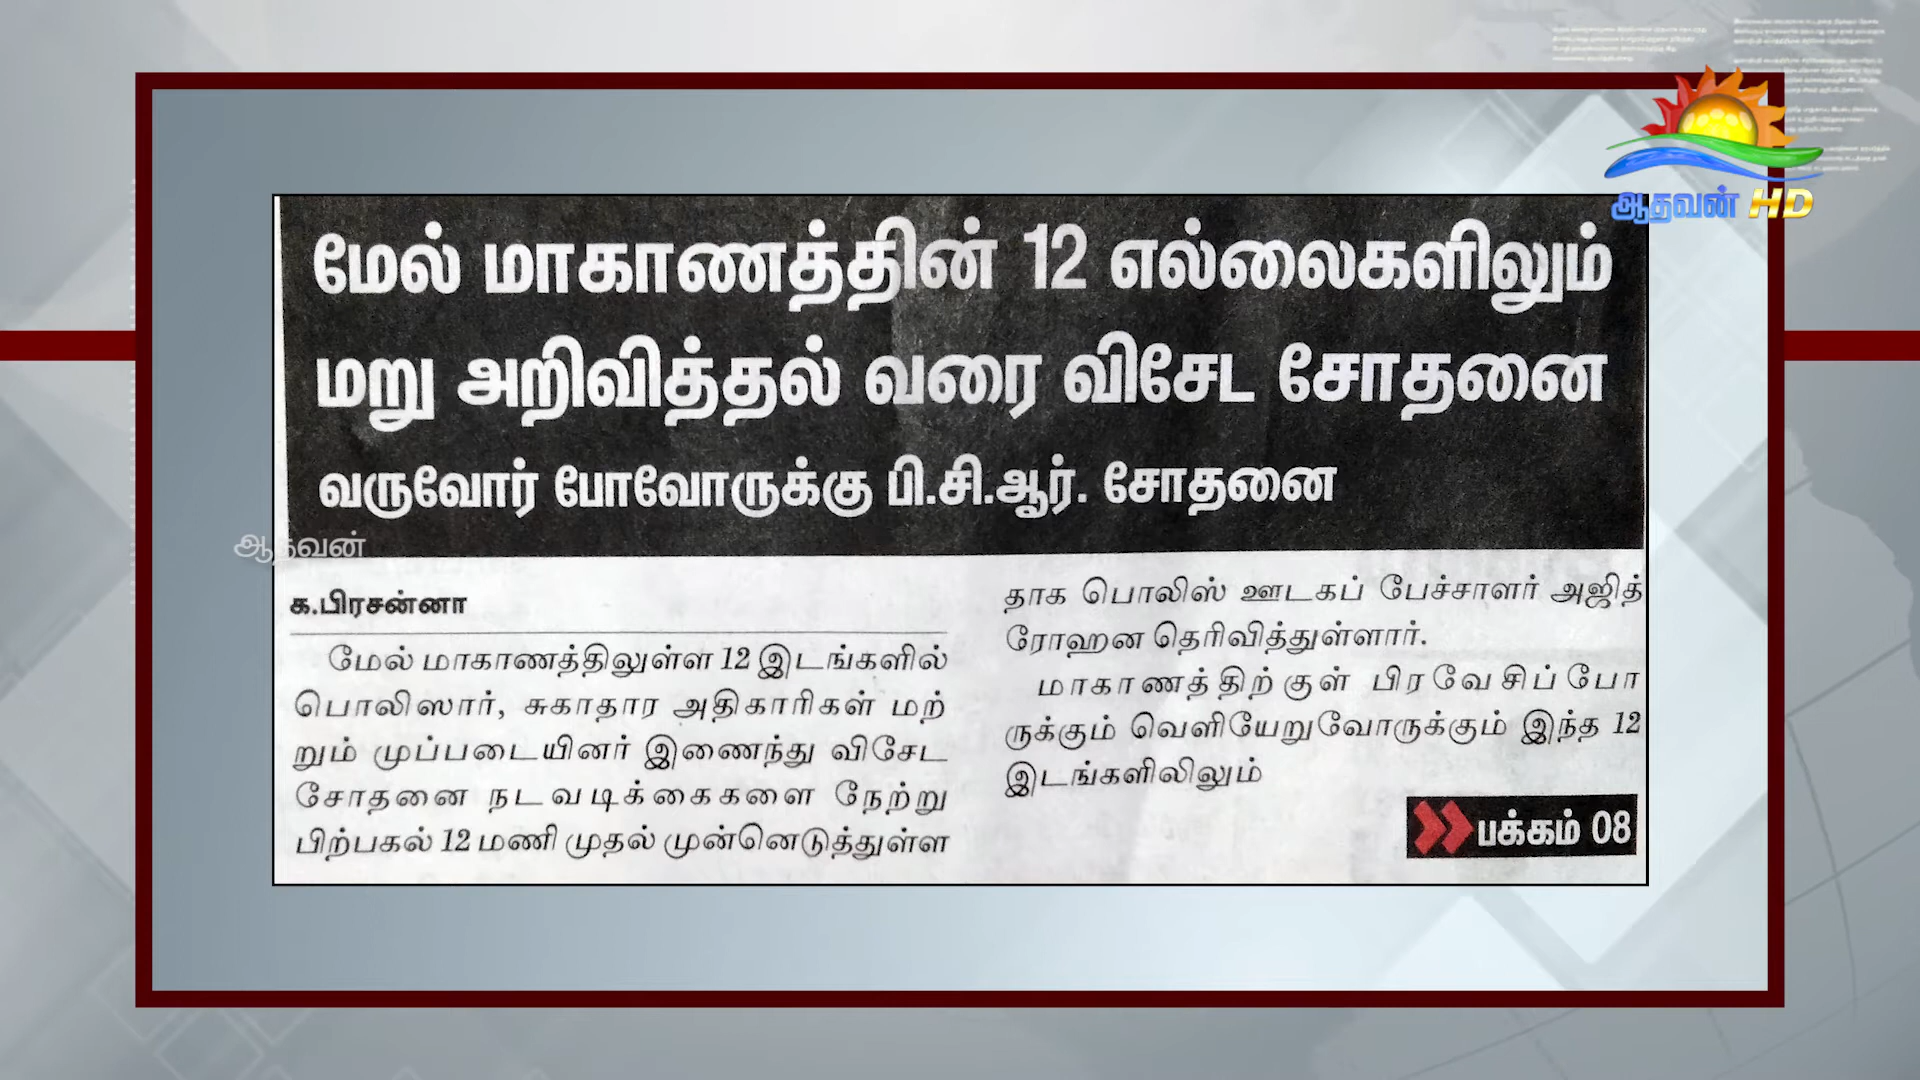 ஆதவன் HD
மேல் மாகாணத்தின் 12 எல்லைகளிலும்
மறு அறிவித்தல் வரை விசேட சோதனை
வருவோர் போவோருக்கு பி.சி.ஆர். சோதனை
ஆதவன்
க.பிரசன்னா
மேல் மாகாணத்திலுள்ள 12 இடங்களில்
பொலிஸார், சுகாதார அதிகாரிகள் மற்
றும் முப்படையினர் இணைந்து விசேட
சோதனை நடவடிக்கைகளை நேற்று
பிற்பகல் 12 மணி முதல் முன்னெடுத்துள்ள
தாக பொலிஸ் ஊடகப் பேச்சாளர் அஜித்
ரோஹன தெரிவித்துள்ளார்.
மாகாணத்திற்குள் பிரவேசிப்போ
ருக்கும் வெளியேறுவோருக்கும் இந்த 12
இடங்களிலிலும்
பக்கம் 08